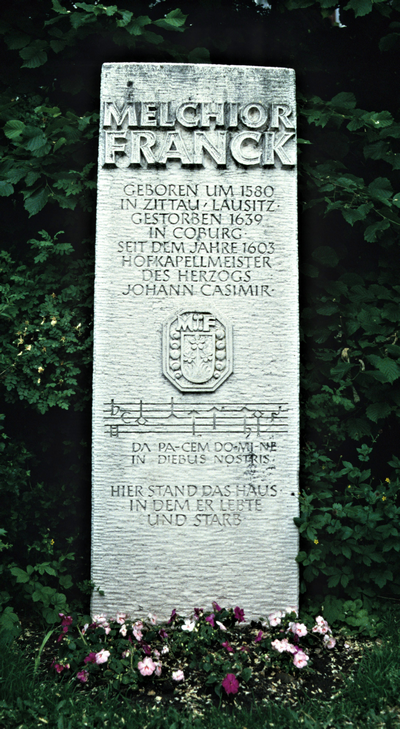 MELCHIOR
FRANCK
GEBOREN UM 1580
IN ZITTAU · LAUSITZ ·
GESTORBEN 1639
IN COBURG ·
SEIT DEM JAHRE 1603
HOFKAPELLMEISTER
DES HERZOGS
JOHANN CASIMIR ·
MTF
DA PA-CEM DO-MI-NE
IN DIEBUS NOSTRIS ·
HIER STAND DAS HAUS
IN DEM ER LEBTE
UND STARB